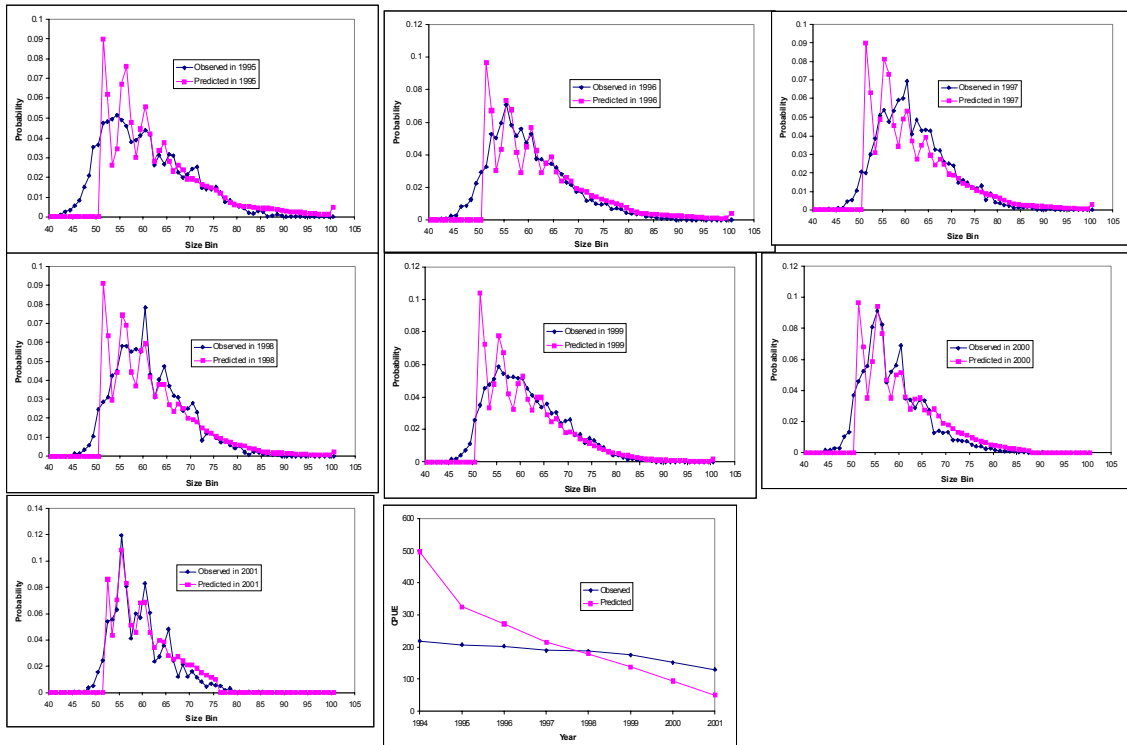 0.1
0.09
0.08
0.07
0.06
0.05
0.04
0.03
0.02
0.01
0
Probability
Observed in 1995
Predicted in 1995
40 45 50 55 60 65 70 75 80 85 90 95 100 105
Size Bin
0.12
0.1
0.08
0.06
0.04
0.02
0
Probability
Observed in 1996
Predicted in 1996
40 45 50 55 60 65 70 75 80 85 90 95 100 105
Size Bin
0.1
0.09
0.08
0.07
0.06
0.05
0.04
0.03
0.02
0.01
0
Probability
Observed in 1997
Predicted in 1997
40 45 50 55 60 65 70 75 80 85 90 95 100 105
Size Bin
0.1
0.09
0.08
0.07
0.06
0.05
0.04
0.03
0.02
0.01
0
Probability
Observed in 1998
Predicted in 1998
40 45 50 55 60 65 70 75 80 85 90 95 100 105
Size Bin
0.12
0.1
0.08
0.06
0.04
0.02
0
Probability
Observed in 1999
Predicted in 1999
40 45 50 55 60 65 70 75 80 85 90 95 100 105
Size Bin
0.12
0.1
0.08
0.06
0.04
0.02
0
Probability
Observed in 2000
Predicted in 2000
40 45 50 55 60 65 70 75 80 85 90 95 100 105
Size Bin
0.14
0.12
0.1
0.08
0.06
0.04
0.02
0
Probability
Observed in 2001
Predicted in 2001
40 45 50 55 60 65 70 75 80 85 90 95 100 105
Size Bin
600
500
400
300
200
100
0
CPUE
Observed
Predicted
1994 1995 1996 1997 1998 1999 2000 2001
Year